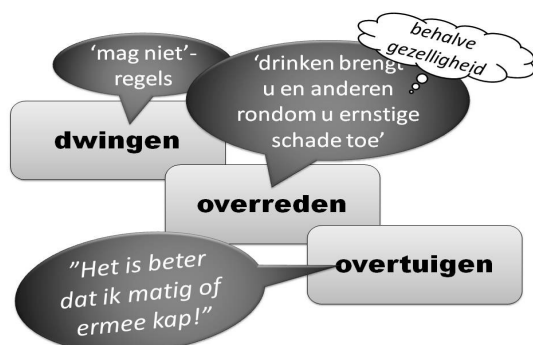 ‘mag niet’-
regels
dwingen
‘drinken brengt
u en anderen
rondom u ernstige
schade toe’
behalve
gezelligheid
overreden
”Het is beter
dat ik matig of
ermee kap!”
overtuigen